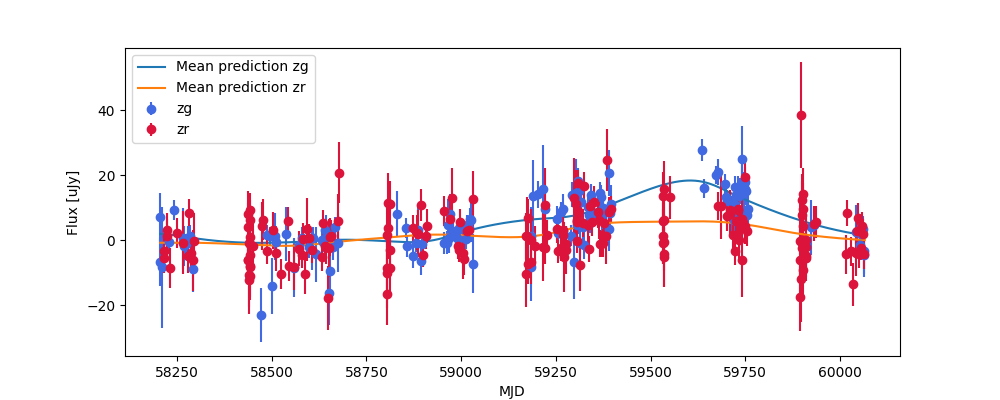 Mean prediction zg
Mean prediction zr
zg
zr
Flux [uJy]
40
20
0
−20
58250 58500 58750 59000 59250 59500 59750 60000
MJD